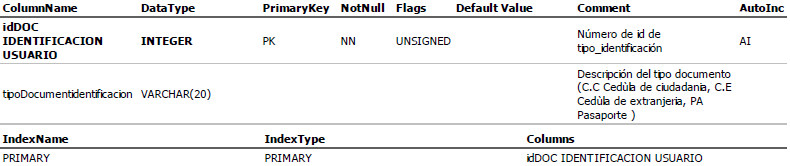 ColumnName DataType PrimaryKey NotNull Flags Default Value Comment AutoInc
idDOC
IDENTIFICACION
USUARIO
INTEGER PK NN UNSIGNED
Número de id de
tipo_identificación
AI
tipoDocumentidentificacion VARCHAR(20)
Descripción del tipo documento
(C.C Cedùla de ciudadania, C.E
Cedùla de extranjeria, PA
Pasaporte )
IndexName IndexType Columns
PRIMARY PRIMARY idDOC IDENTIFICACION USUARIO